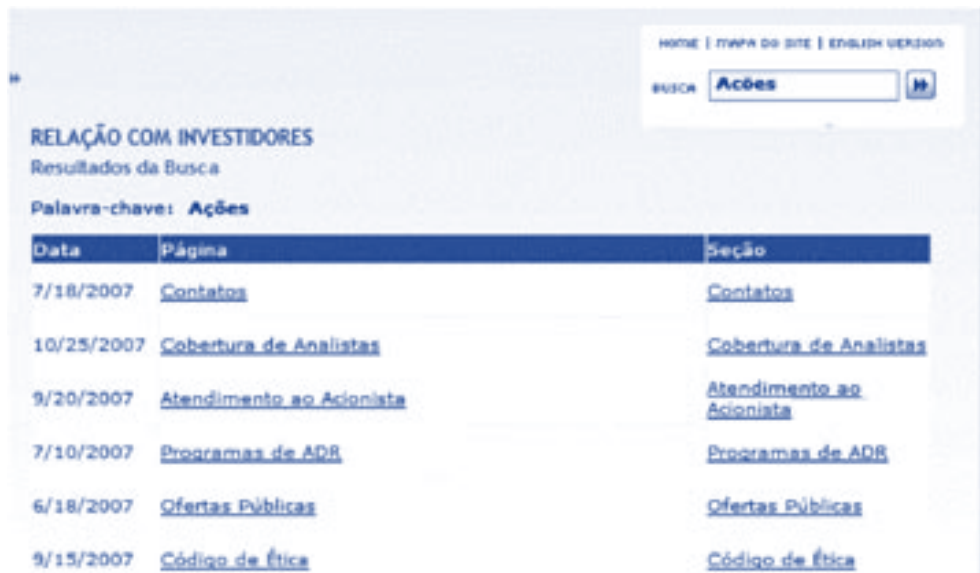 HOME | MAPA DO SITE | ENGLISH VERSION
BUSCA Ações
RELAÇÃO COM INVESTIDORES
Resultados da Busca
Palavra-chave: Ações
Data Página Seção
7/18/2007 Contatos Contatos
10/25/2007 Cobertura de Analistas Cobertura de Analistas
9/20/2007 Atendimento ao Acionista Atendimento ao
Acionista
7/10/2007 Programas de ADR Programas de ADR
6/18/2007 Ofertas Públicas Ofertas Públicas
9/15/2007 Código de Ética Código de Ética